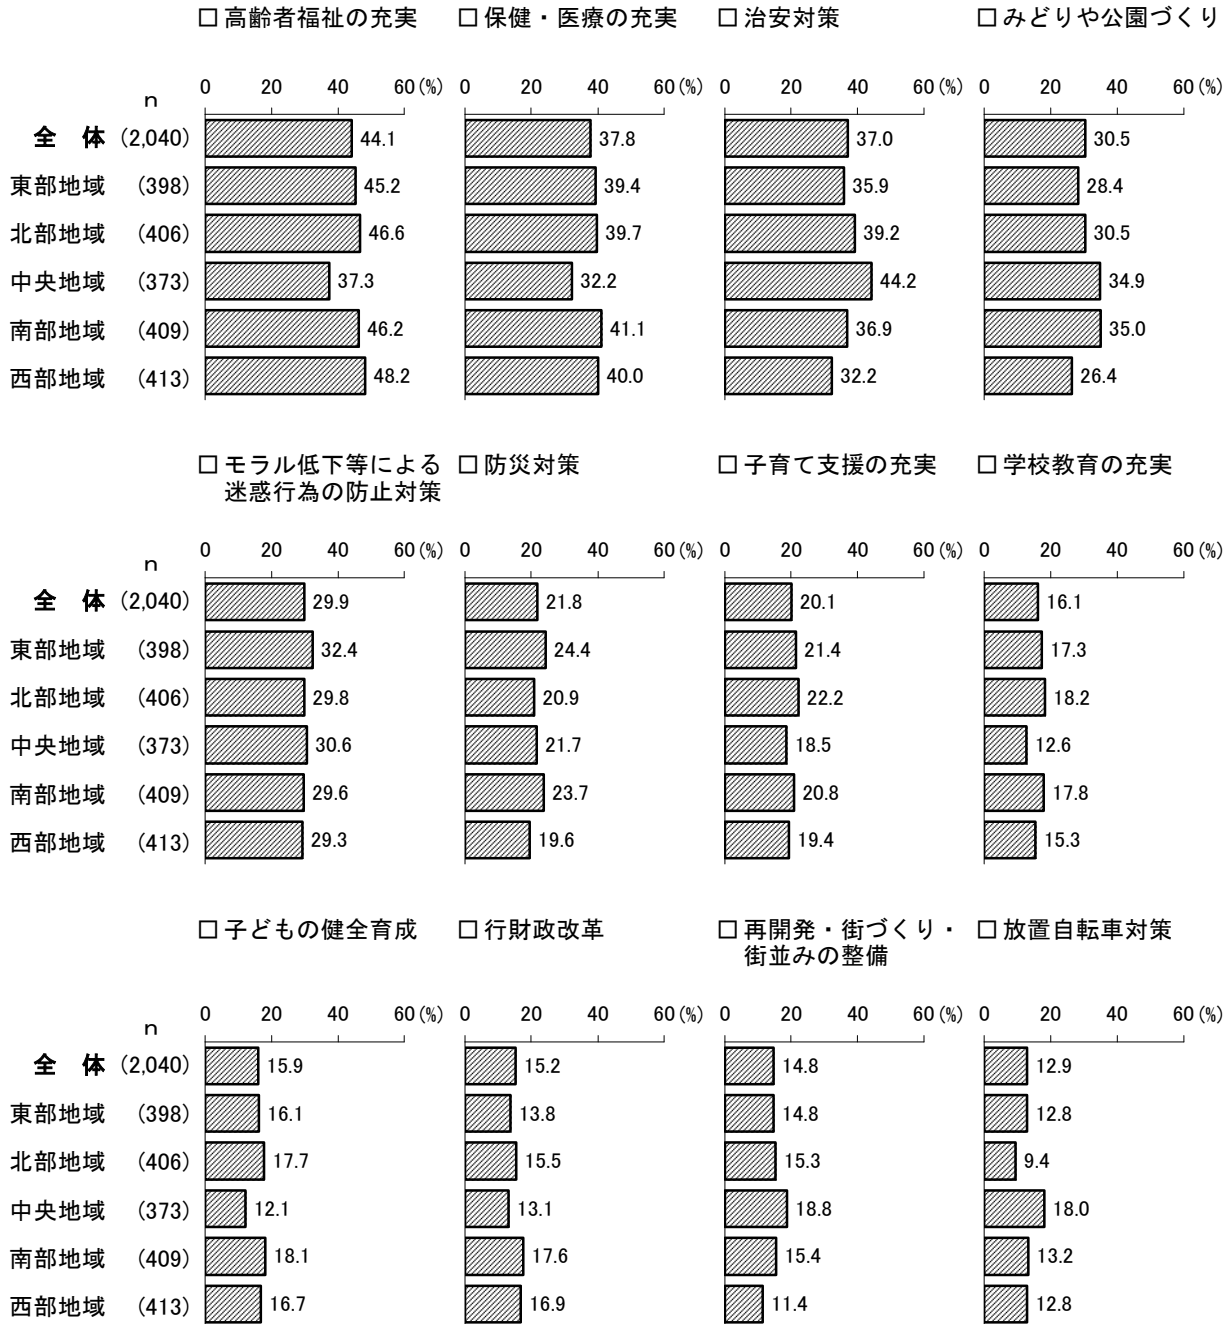 □ 高齢者福祉の充実 □ 保健・医療の充実 □ 治安対策 □ みどりや公園づくり
0 20 40 60(%) 0 20 40 60(%) 0 20 40 60(%) 0 20 40 60(%)
n
全 体 (2,040) 44.1 37.8 37.0 30.5
東部地域 (398) 45.2 39.4 35.9 28.4
北部地域 (406) 46.6 39.7 39.2 30.5
中央地域 (373) 37.3 32.2 44.2 34.9
南部地域 (409) 46.2 41.1 36.9 35.0
西部地域 (413) 48.2 40.0 32.2 26.4
□ モラル低下等による □ 防災対策 □ 子育て支援の充実 □ 学校教育の充実
迷惑行為の防止対策
0 20 40 60(%) 0 20 40 60(%) 0 20 40 60(%) 0 20 40 60(%)
n
全 体 (2,040) 29.9 21.8 20.1 16.1
東部地域 (398) 32.4 24.4 21.4 17.3
北部地域 (406) 29.8 20.9 22.2 18.2
中央地域 (373) 30.6 21.7 18.5 12.6
南部地域 (409) 29.6 23.7 20.8 17.8
西部地域 (413) 29.3 19.6 19.4 15.3
□ 子どもの健全育成 □ 行財政改革 □ 再開発・街づくり・ □ 放置自転車対策
街並みの整備
0 20 40 60(%) 0 20 40 60(%) 0 20 40 60(%) 0 20 40 60(%)
n
全 体 (2,040) 15.9 15.2 14.8 12.9
東部地域 (398) 16.1 13.8 14.8 12.8
北部地域 (406) 17.7 15.5 15.3 9.4
中央地域 (373) 12.1 13.1 18.8 18.0
南部地域 (409) 18.1 17.6 15.4 13.2
西部地域 (413) 16.7 16.9 11.4 12.8